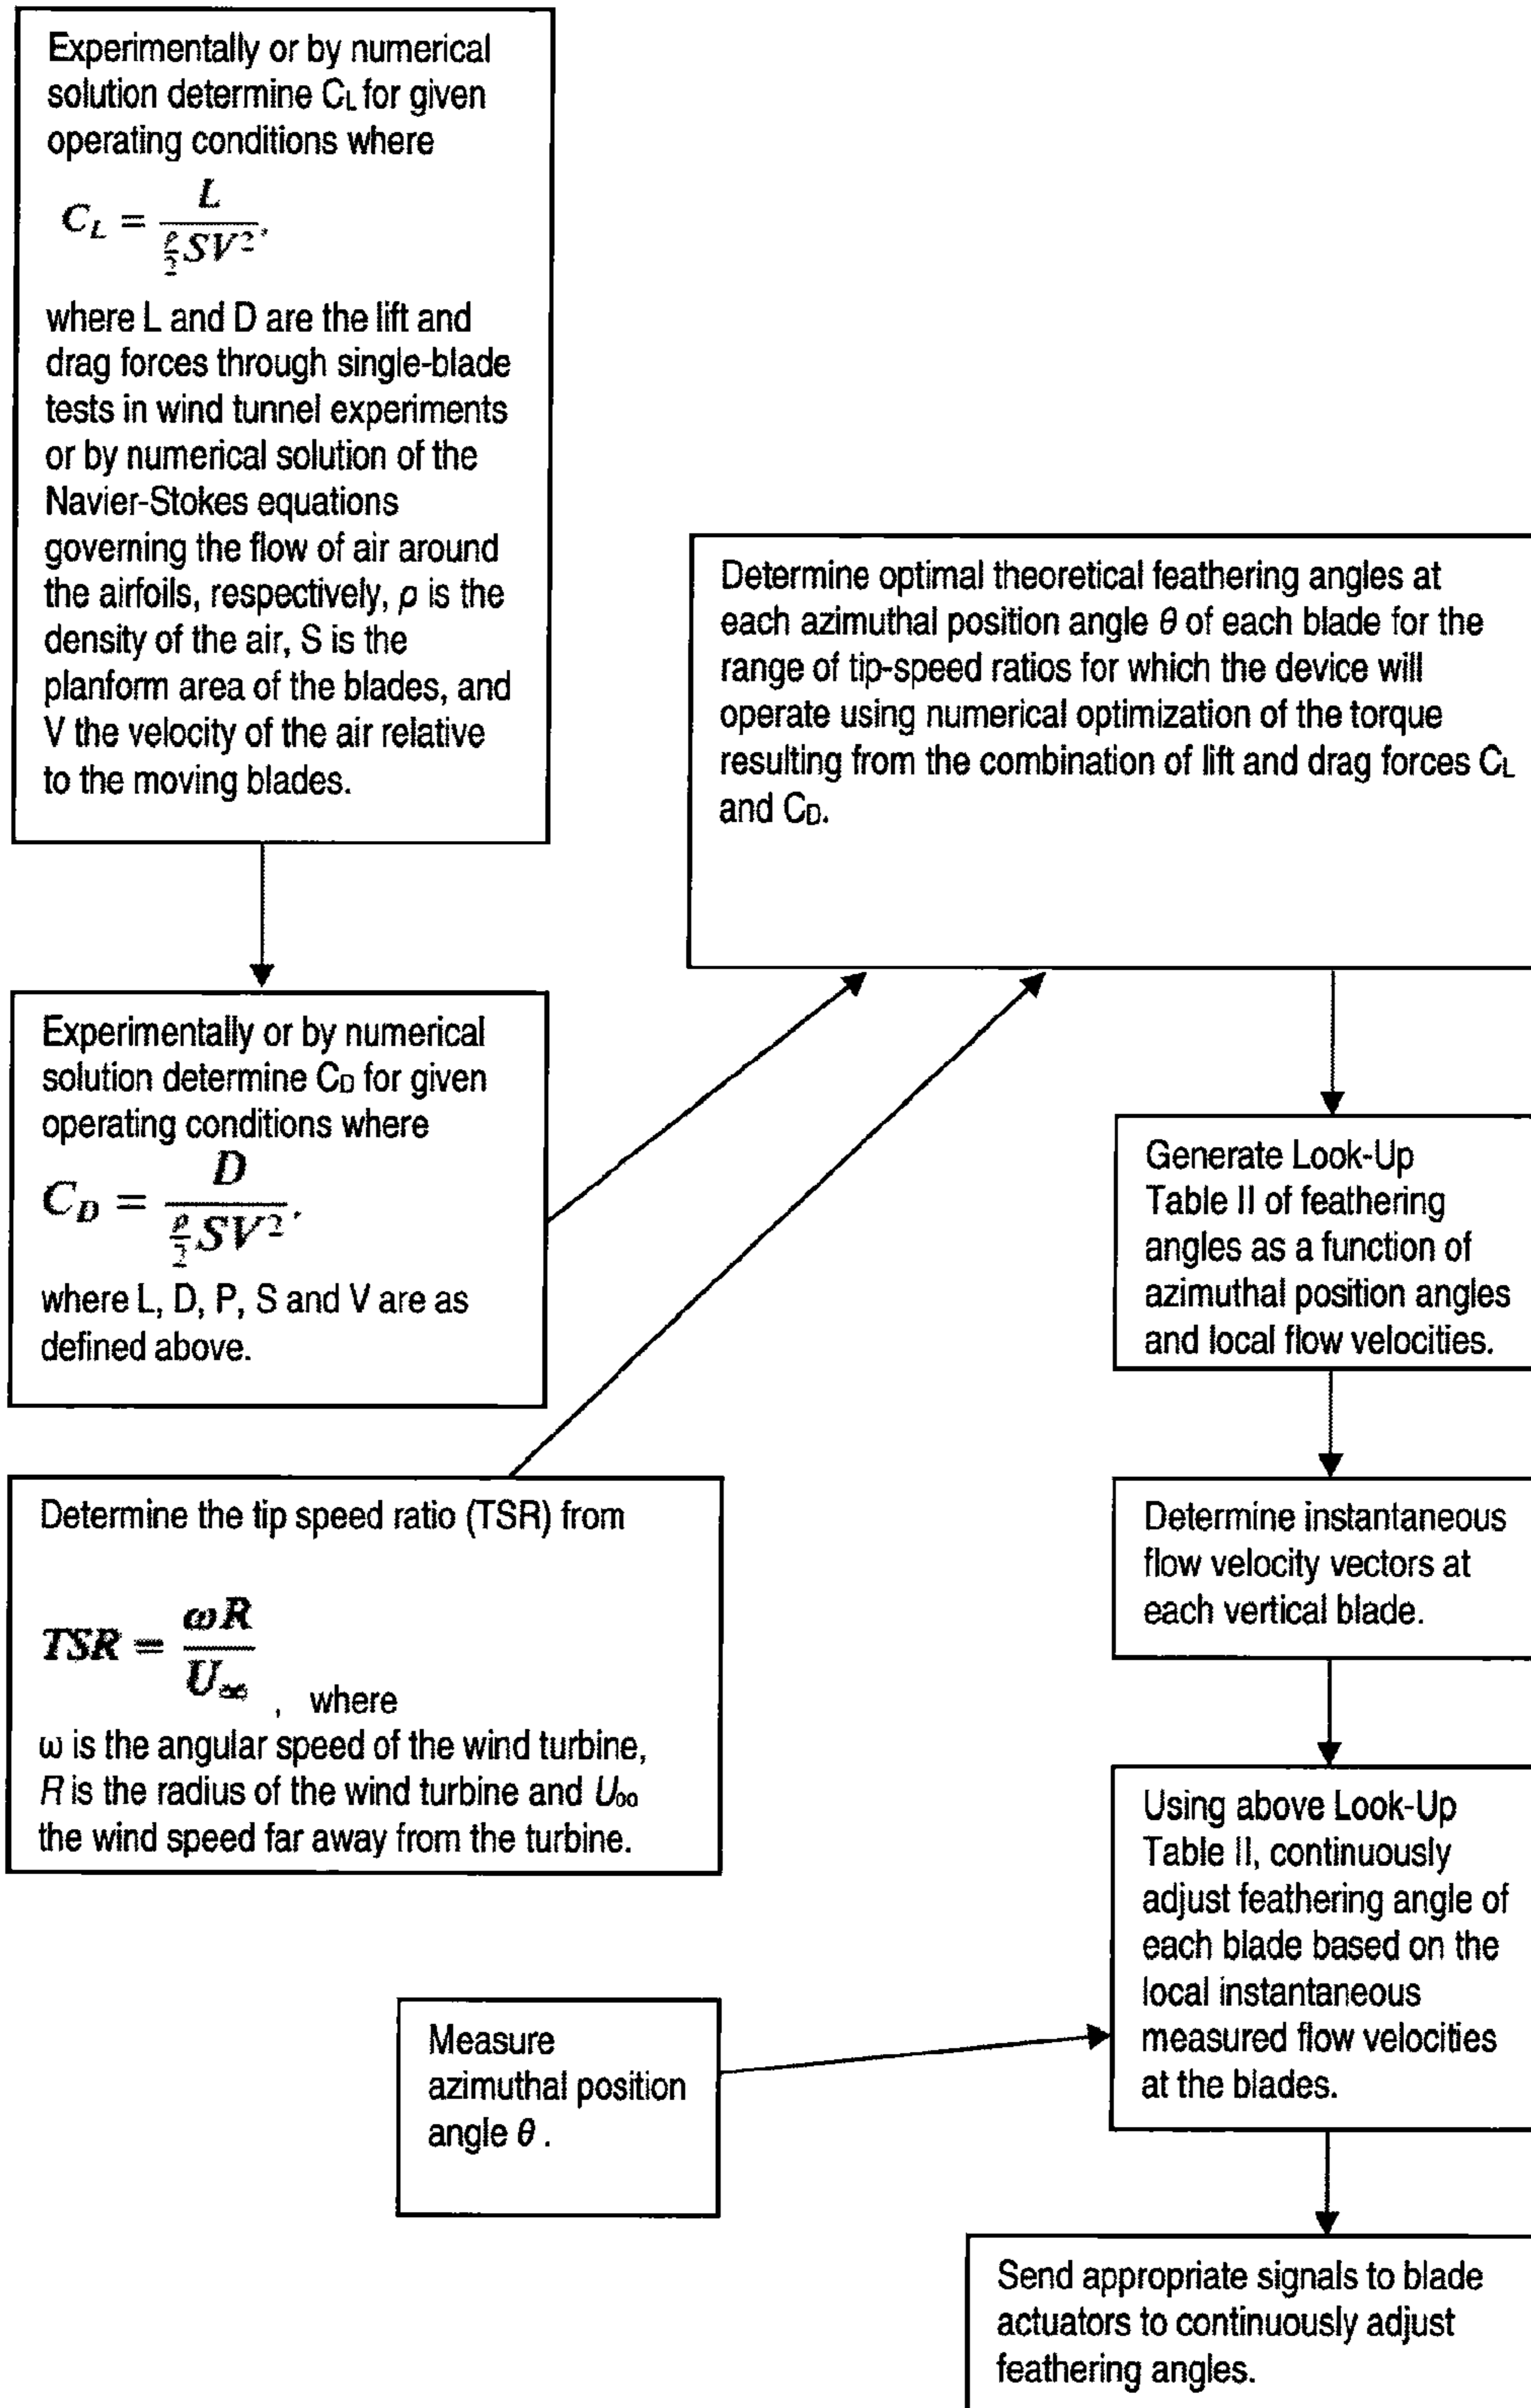 Experimentally or by numerical
solution determine CL for given
operating conditions where
C_L = L / (ρ/2 SV²).
where L and D are the lift and
drag forces through single-blade
tests in wind tunnel experiments
or by numerical solution of the
Navier-Stokes equations
governing the flow of air around
the airfoils, respectively, ρ is the
density of the air, S is the
planform area of the blades, and
V the velocity of the air relative
to the moving blades.
Experimentally or by numerical
solution determine CD for given
operating conditions where
C_D = D / (ρ/2 SV²).
where L, D, P, S and V are as
defined above.
Determine the tip speed ratio (TSR) from
TSR = ωR / U∞ , where
ω is the angular speed of the wind turbine,
R is the radius of the wind turbine and U∞
the wind speed far away from the turbine.
Determine optimal theoretical feathering angles at
each azimuthal position angle θ of each blade for the
range of tip-speed ratios for which the device will
operate using numerical optimization of the torque
resulting from the combination of lift and drag forces CL
and CD.
Generate Look-Up
Table II of feathering
angles as a function of
azimuthal position angles
and local flow velocities.
Determine instantaneous
flow velocity vectors at
each vertical blade.
Using above Look-Up
Table II, continuously
adjust feathering angle of
each blade based on the
local instantaneous
measured flow velocities
at the blades.
Measure
azimuthal position
angle θ .
Send appropriate signals to blade
actuators to continuously adjust
feathering angles.